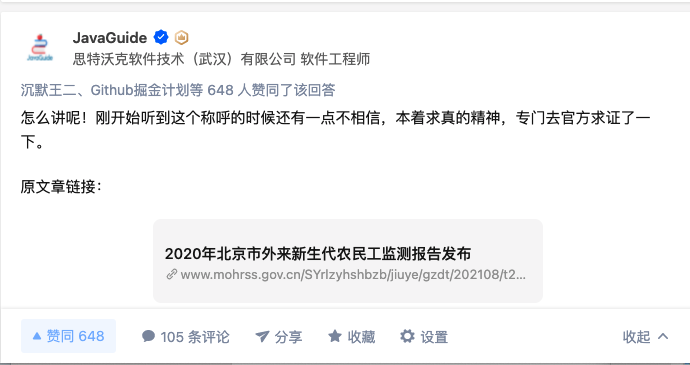 JavaGuide
思特沃克软件技术（武汉）有限公司 软件工程师
沉默王二、Github掘金计划等 648 人赞同了该回答
怎么讲呢！刚开始听到这个称呼的时候还有一点不相信，本着求真的精神，专门去官方求证了一
下。
原文章链接：
2020年北京市外来新生代农民工监测报告发布
www.mohrss.gov.cn/SYrlzyhshbzb/jiuye/gzdt/202108/t2...
赞同 648 105 条评论 分享 收藏 设置 收起